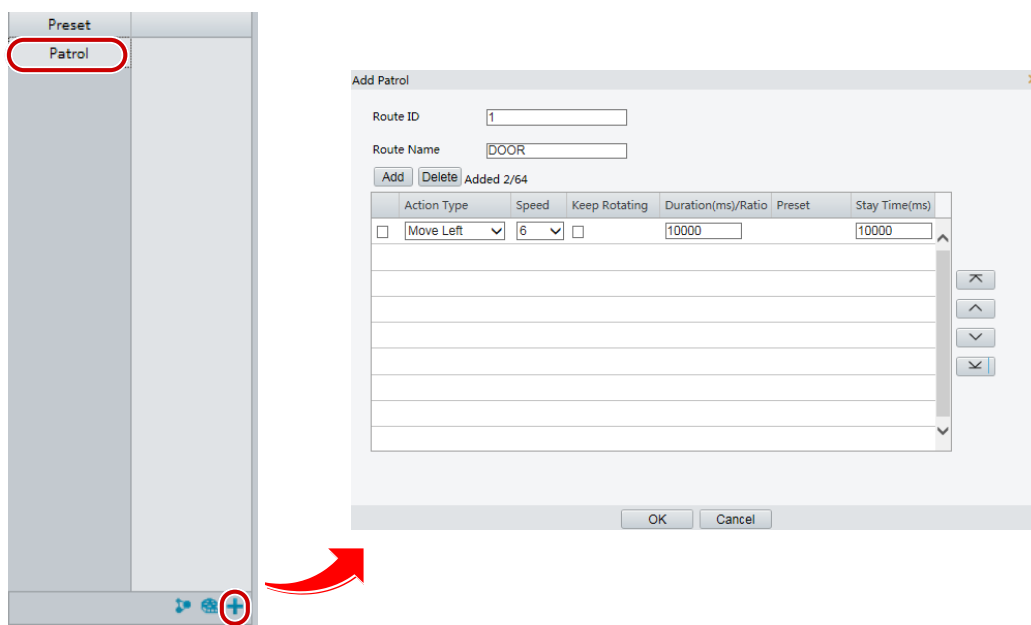 Preset
Patrol
Add Patrol
Route ID 1
Route Name DOOR
Add Delete Added 2/64
Action Type Speed Keep Rotating Duration(ms)/Ratio Preset Stay Time(ms)
Move Left 6 10000 10000
OK Cancel